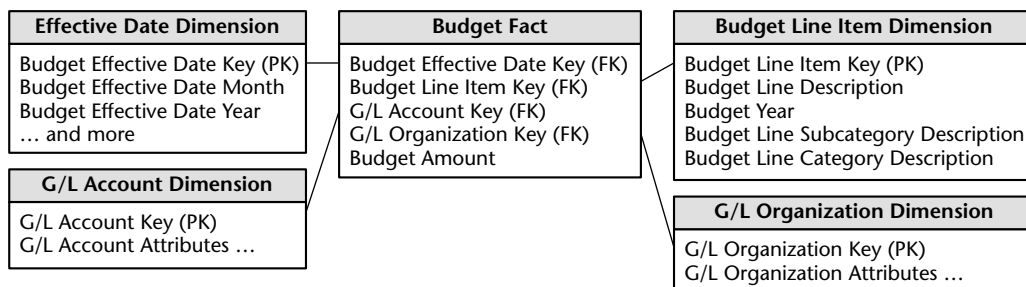 Effective Date Dimension
Budget Effective Date Key (PK)
Budget Effective Date Month
Budget Effective Date Year
… and more
G/L Account Dimension
G/L Account Key (PK)
G/L Account Attributes …
Budget Fact
Budget Effective Date Key (FK)
Budget Line Item Key (FK)
G/L Account Key (FK)
G/L Organization Key (FK)
Budget Amount
Budget Line Item Dimension
Budget Line Item Key (PK)
Budget Line Description
Budget Year
Budget Line Subcategory Description
Budget Line Category Description
G/L Organization Dimension
G/L Organization Key (PK)
G/L Organization Attributes …